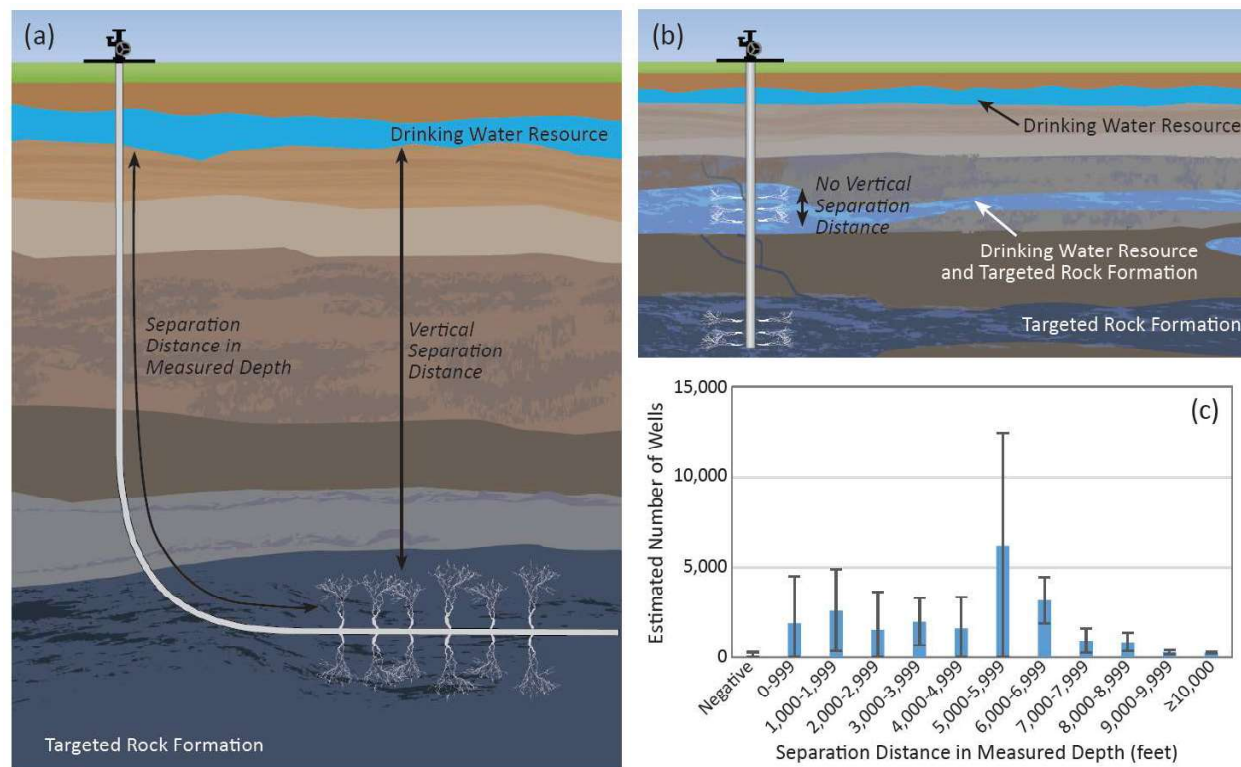 (a)
Drinking Water Resource
Separation
Distance in
Measured Depth
Vertical
Separation
Distance
Targeted Rock Formation
(b)
Drinking Water Resource
No Vertical
Separation
Distance
Drinking Water Resource
and Targeted Rock Formation
Targeted Rock Formation
(c)
Estimated Number of Wells
15,000
10,000
5,000
0
Negative
0-999
1,000-1,999
2,000-2,999
3,000-3,999
4,000-4,999
5,000-5,999
6,000-6,999
7,000-7,999
8,000-8,999
9,000-9,999
≥10,000
Separation Distance in Measured Depth (feet)